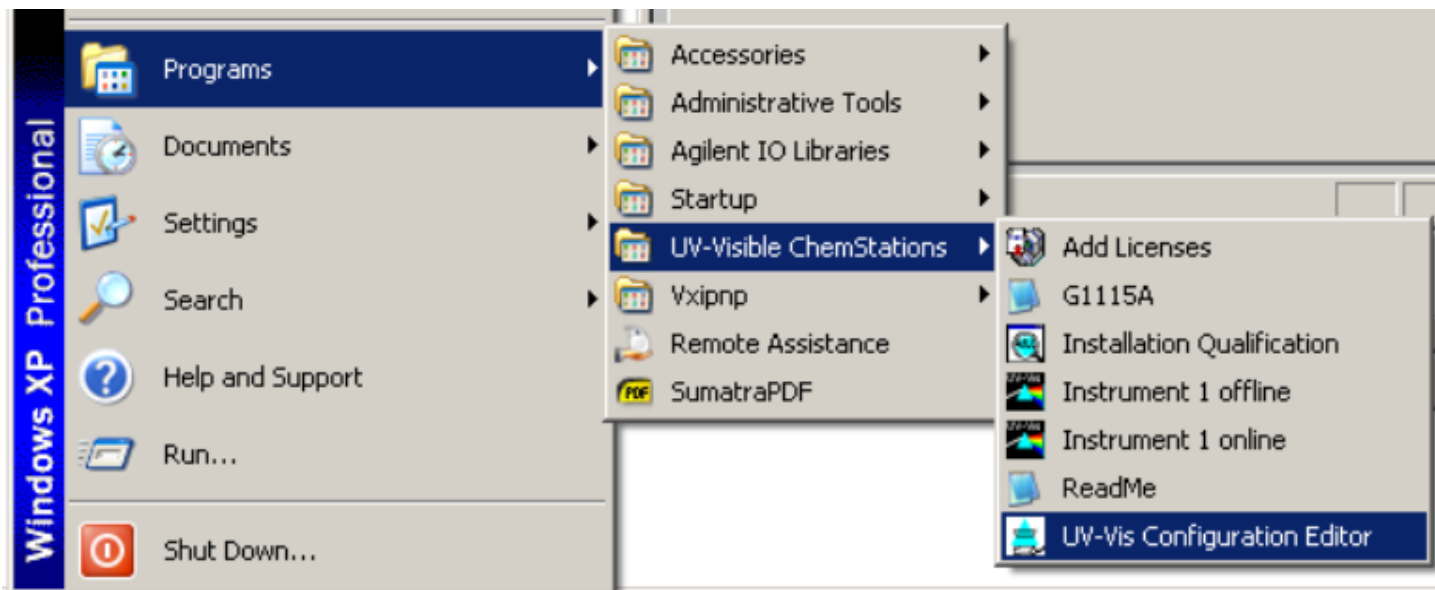 Windows XP Professional
Programs
Documents
Settings
Search
Help and Support
Run...
Shut Down...
Accessories
Administrative Tools
Agilent IO Libraries
Startup
UV-Visible ChemStations
Vxipnp
Remote Assistance
PDF
SumatraPDF
Add Licenses
G1115A
Installation Qualification
Instrument 1 offline
Instrument 1 online
ReadMe
UV-Vis Configuration Editor